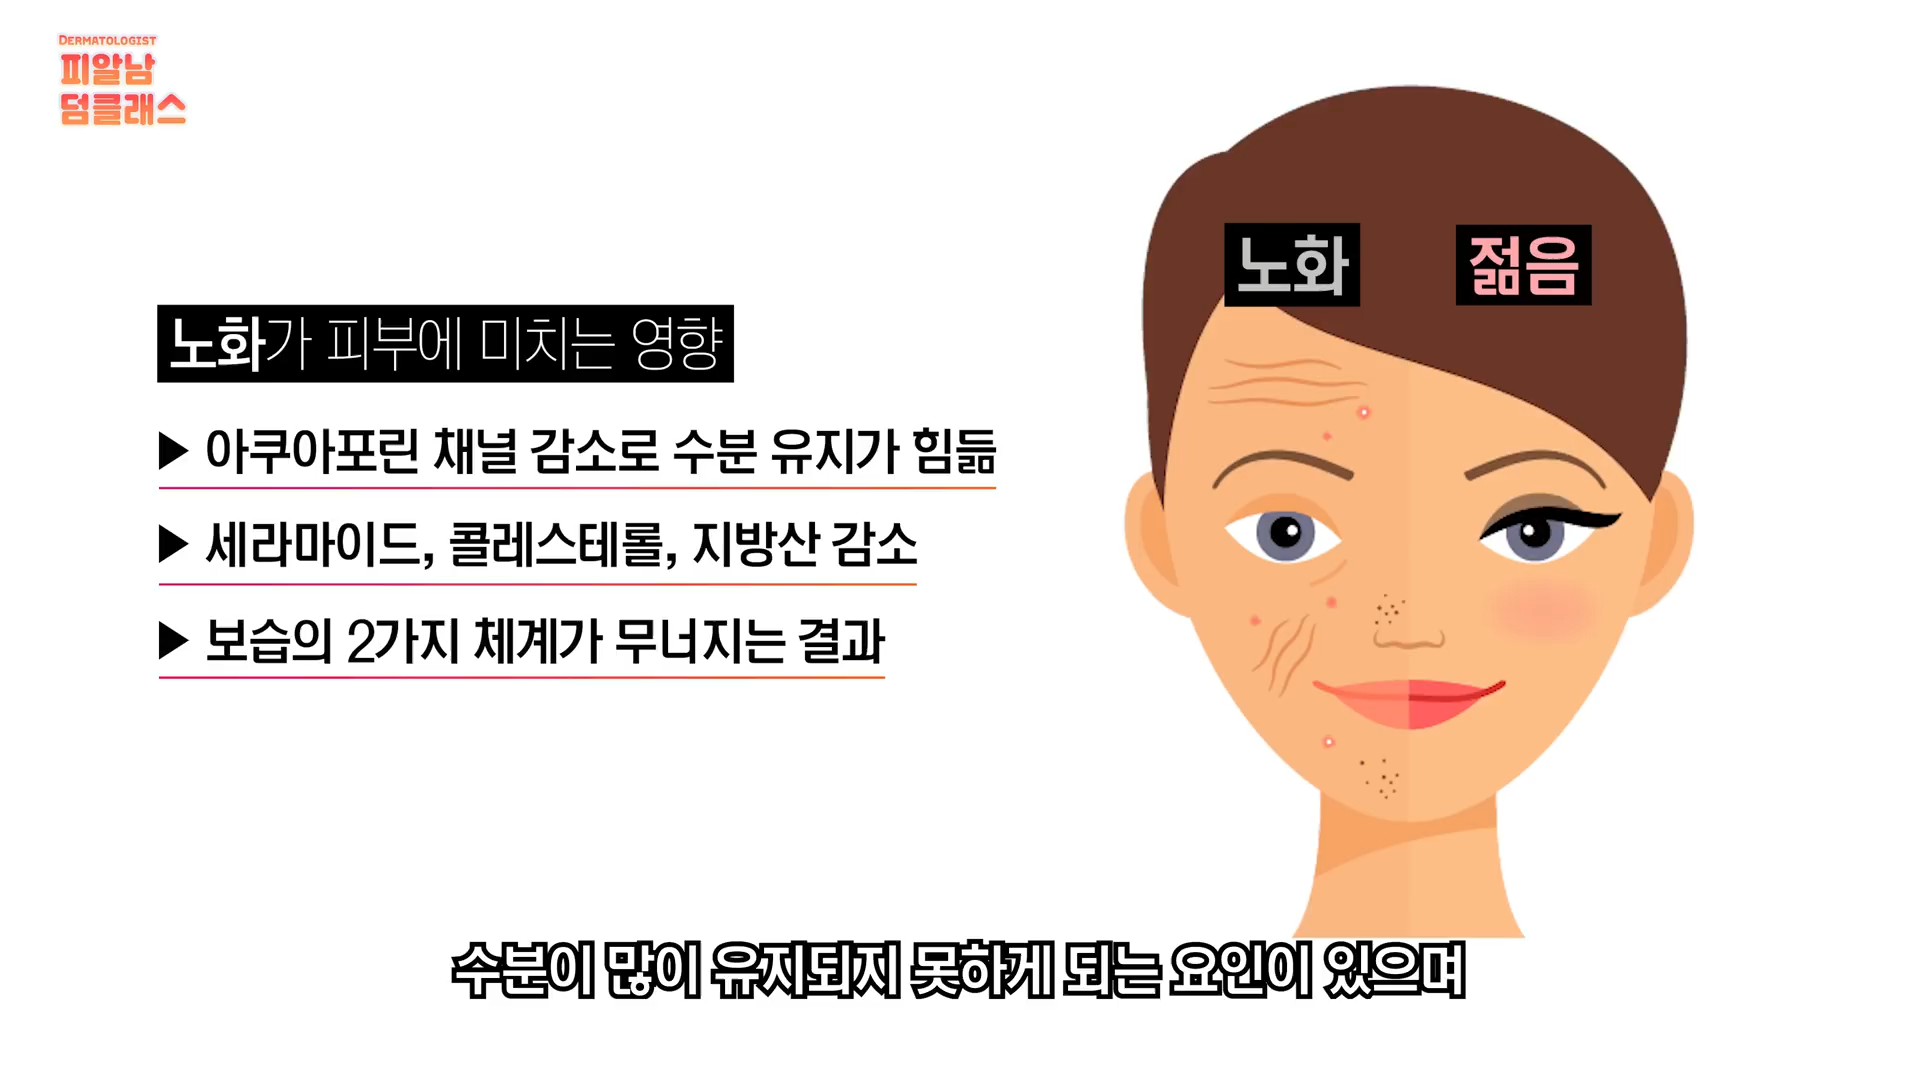 DERMATOLOGIST
피알남
덤클래스
노화
젊음
노화가 피부에 미치는 영향
▶ 아쿠아포린 채널 감소로 수분 유지가 힘듦
▶ 세라마이드, 콜레스테롤, 지방산 감소
▶ 보습의 2가지 체계가 무너지는 결과
수분이 많이 유지되지 못하게 되는 요인이 있으며